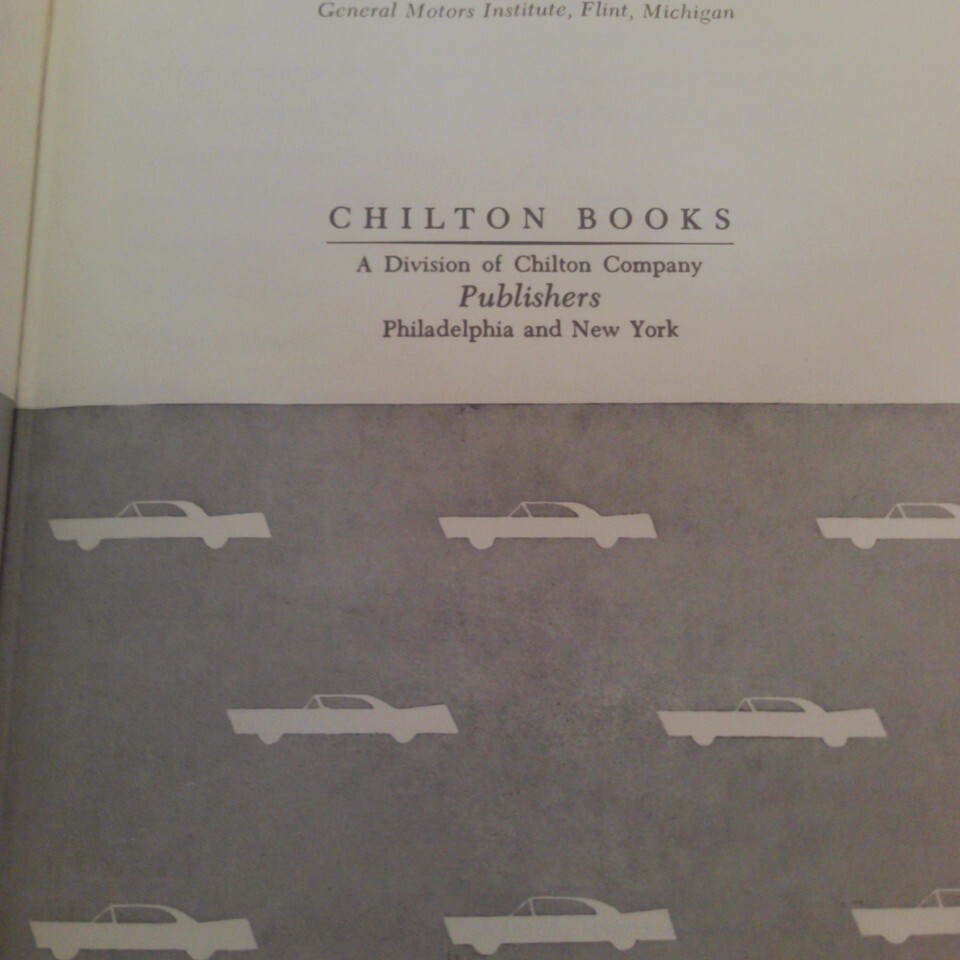 General Motors Institute, Flint, Michigan
CHILTON BOOKS
A Division of Chilton Company
Publishers
Philadelphia and New York